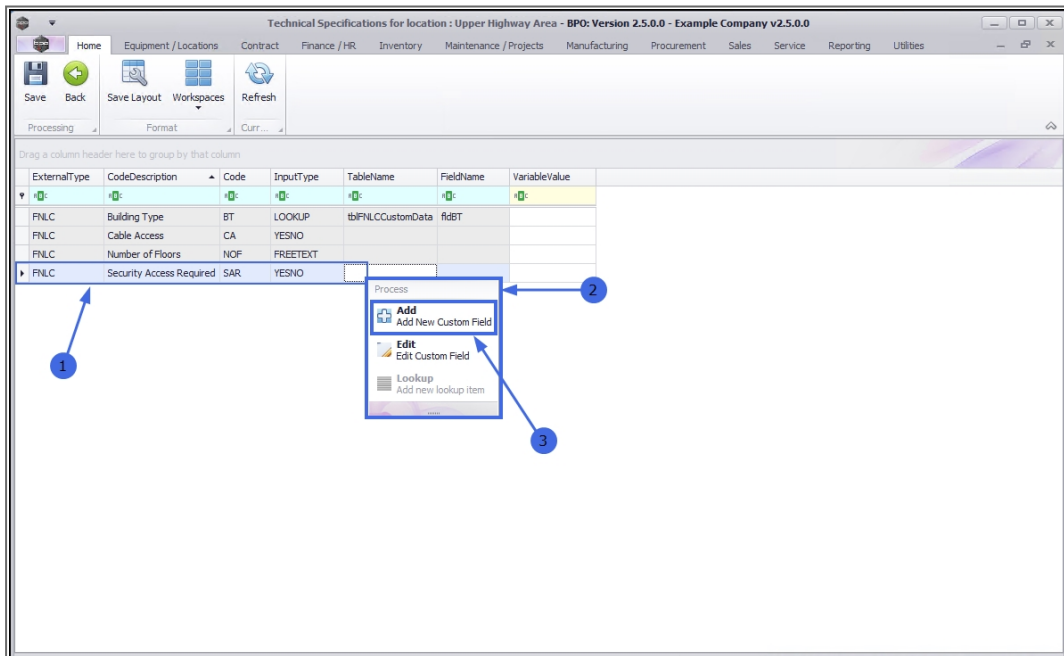 Technical Specifications for location : Upper Highway Area - BPO: Version 2.5.0.0 - Example Company v2.5.0.0
Home Equipment / Locations Contract Finance / HR Inventory Maintenance / Projects Manufacturing Procurement Sales Service Reporting Utilities
Save Back Save Layout Workspaces Refresh
Processing Format Curr...
Drag a column header here to group by that column
ExternalType CodeDescription Code InputType TableName FieldName VariableValue
FNLC Building Type BT LOOKUP tblFNLCCustomData fldBT
FNLC Cable Access CA YESNO
FNLC Number of Floors NOF FREETEXT
FNLC Security Access Required SAR YESNO
Process
2
Add
Add New Custom Field
Edit
Edit Custom Field
1
Lookup
Add new lookup item
3